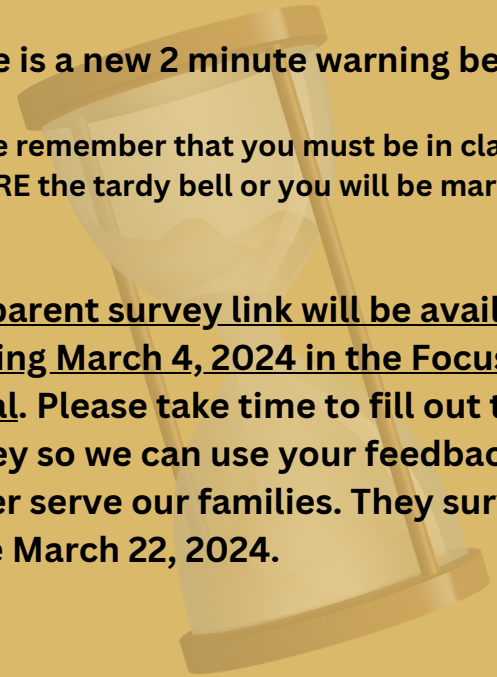 e is a new 2 minute warning be
e remember that you must be in cla
RE the tardy bell or you will be mar
parent survey link will be avail
ing March 4, 2024 in the Focus
al. Please take time to fill out t
ey so we can use your feedbac
er serve our families. They sur
e March 22, 2024.